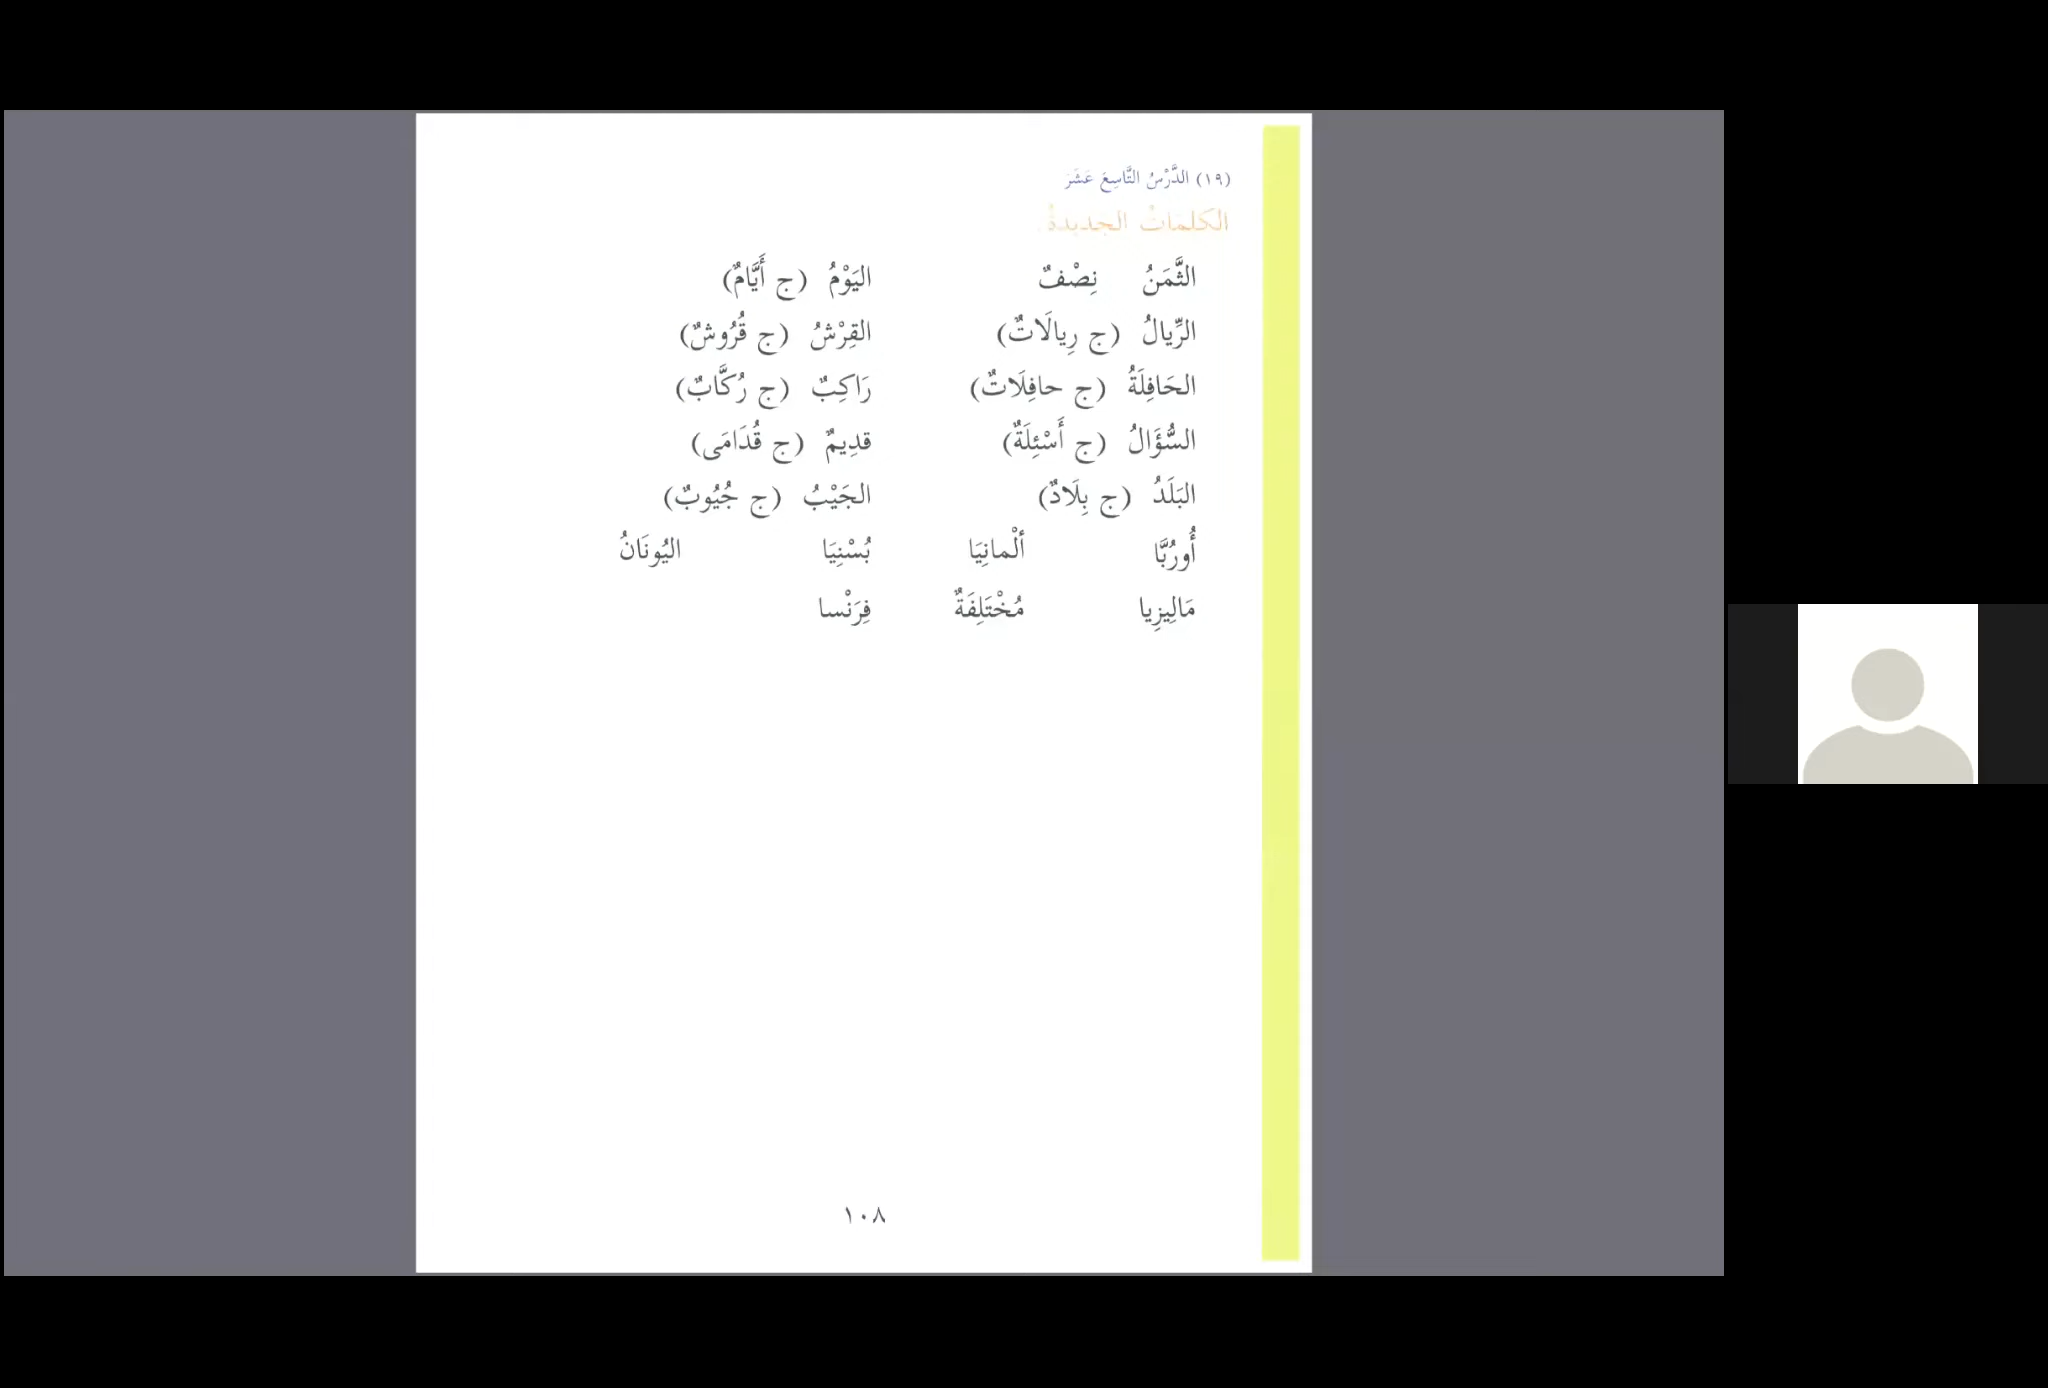 (١٩) الدَّرْسُ التَّاسِعَ عَشَرَ
الكَلِمَاتُ الجَدِيدَةُ:
الثَّمَنُ نِصْفٌ اليَوْمُ (ج أَيَّامٌ)
الرِّيالُ (ج رِيالَاتٌ) القِرْشُ (ج قُرُوشٌ)
الحَافِلَةُ (ج حافِلَاتٌ) رَاكِبٌ (ج رُكَّابٌ)
السُّؤَالُ (ج أَسْئِلَةٌ) قدِيمٌ (ج قُدَامَى)
البَلَدُ (ج بِلَادٌ) الجَيْبُ (ج جُيُوبٌ)
أُورُبَّا ألْمانِيَا بُسْنِيَا اليُونَانُ
مَالِيزِيا مُخْتَلِفَةٌ فِرَنْسا
١٠٨